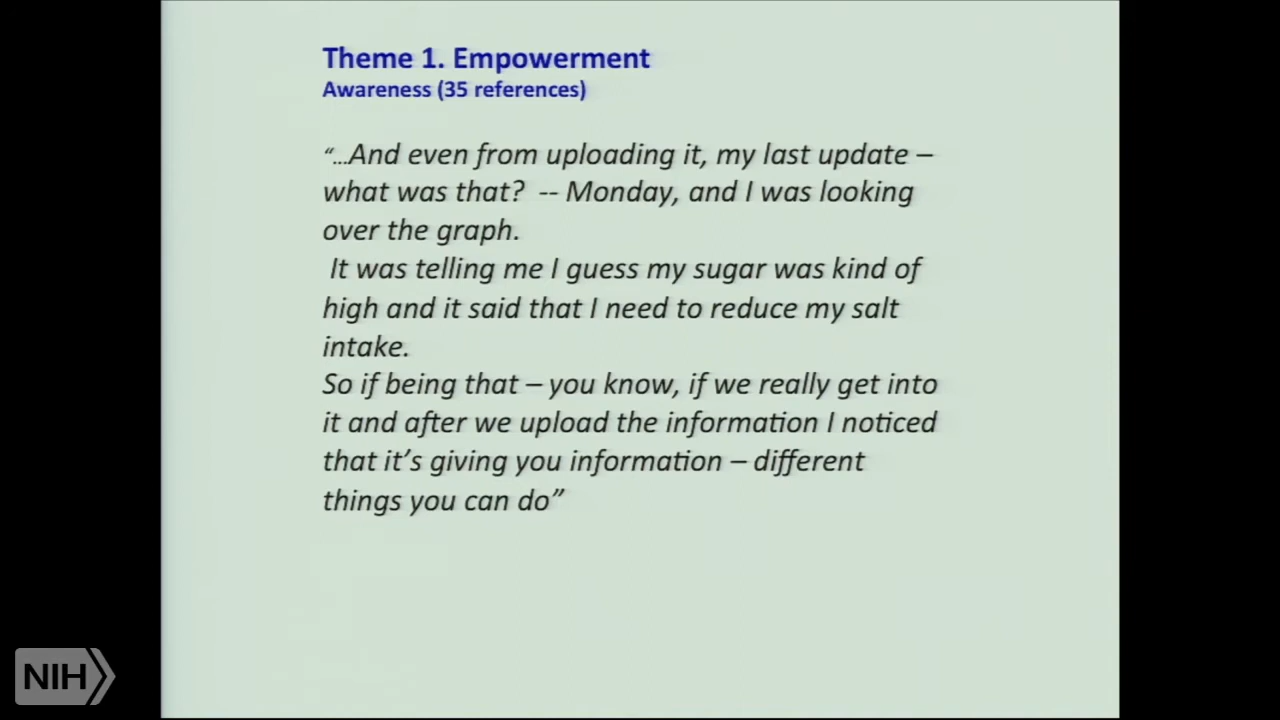 Theme 1. Empowerment
Awareness (35 references)
“…And even from uploading it, my last update –
what was that?  -- Monday, and I was looking
over the graph.
It was telling me I guess my sugar was kind of
high and it said that I need to reduce my salt
intake.
So if being that – you know, if we really get into
it and after we upload the information I noticed
that it’s giving you information – different
things you can do”
NIH